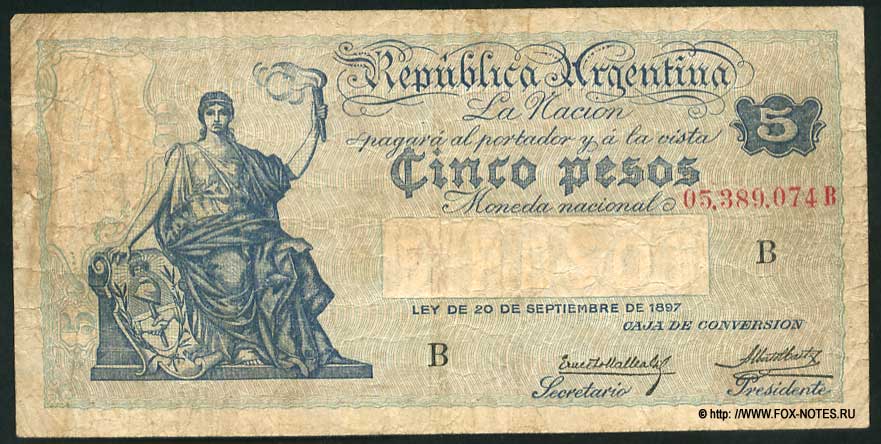 República Argentina
La Nacion
pagará al portador y á la vista
5
Cinco pesos
Moneda nacional
05,389,074 B
B
LEY DE 20 DE SEPTIEMBRE DE 1897
CAJA DE CONVERSION
B
Secretario
Presidente
5
© http: //WWW.FOX-NOTES.RU